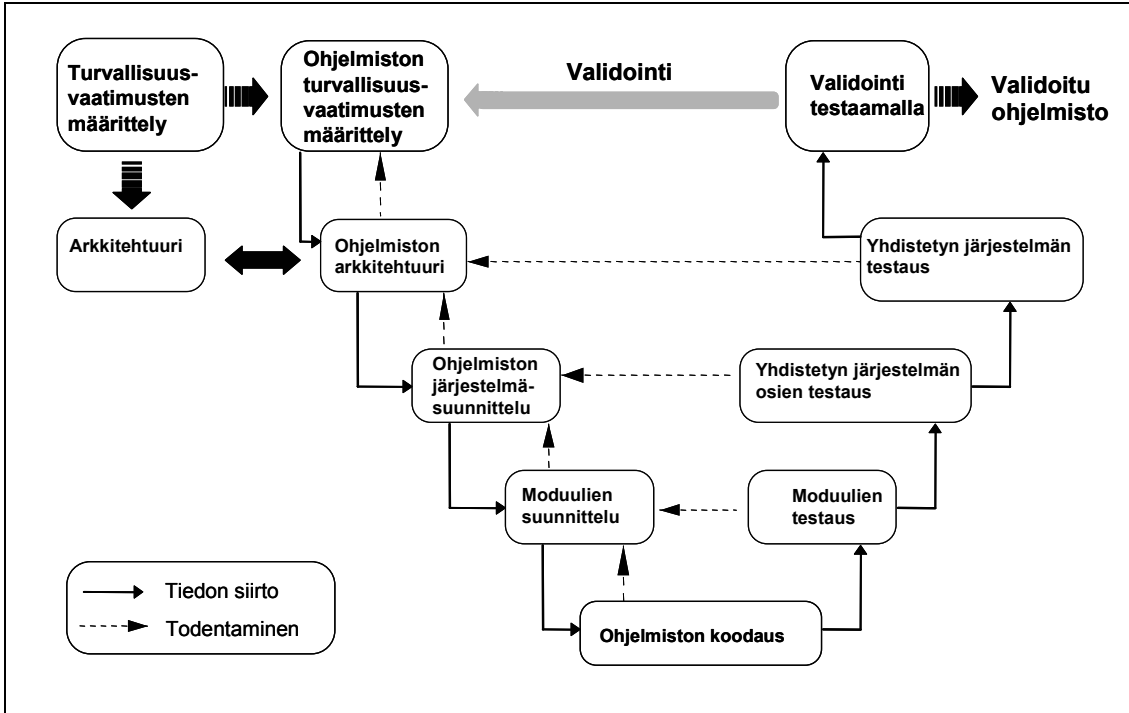 Turvallisuus-
vaatimusten
määrittely
Ohjelmiston
turvallisuus-
vaatimusten
määrittely
Validointi
Validointi
testaamalla
Validoitu
ohjelmisto
Arkkitehtuuri
Ohjelmiston
arkkitehtuuri
Yhdistetyn järjestelmän
testaus
Ohjelmiston
järjestelmä-
suunnittelu
Yhdistetyn järjestelmän
osien testaus
Moduulien
suunnittelu
Moduulien
testaus
Ohjelmiston koodaus
Tiedon siirto
Todentaminen